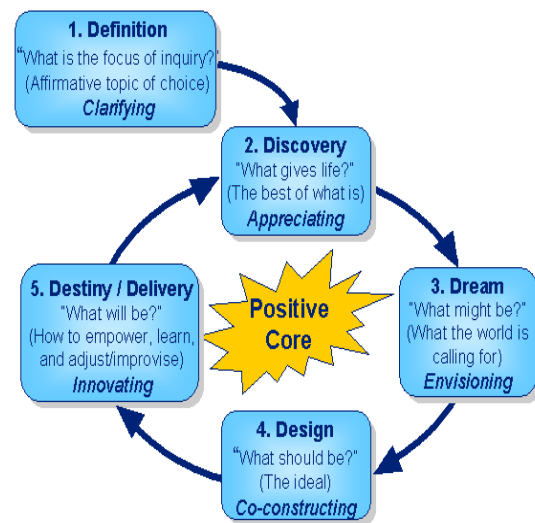 1. Definition
"What is the focus of inquiry?"
(Affirmative topic of choice)
Clarifying
2. Discovery
"What gives life?"
(The best of what is)
Appreciating
3. Dream
"What might be?"
(What the world is
calling for)
Envisioning
4. Design
"What should be?"
(The ideal)
Co-constructing
5. Destiny / Delivery
"What will be?"
(How to empower, learn,
and adjust/improvise)
Innovating
Positive
Core